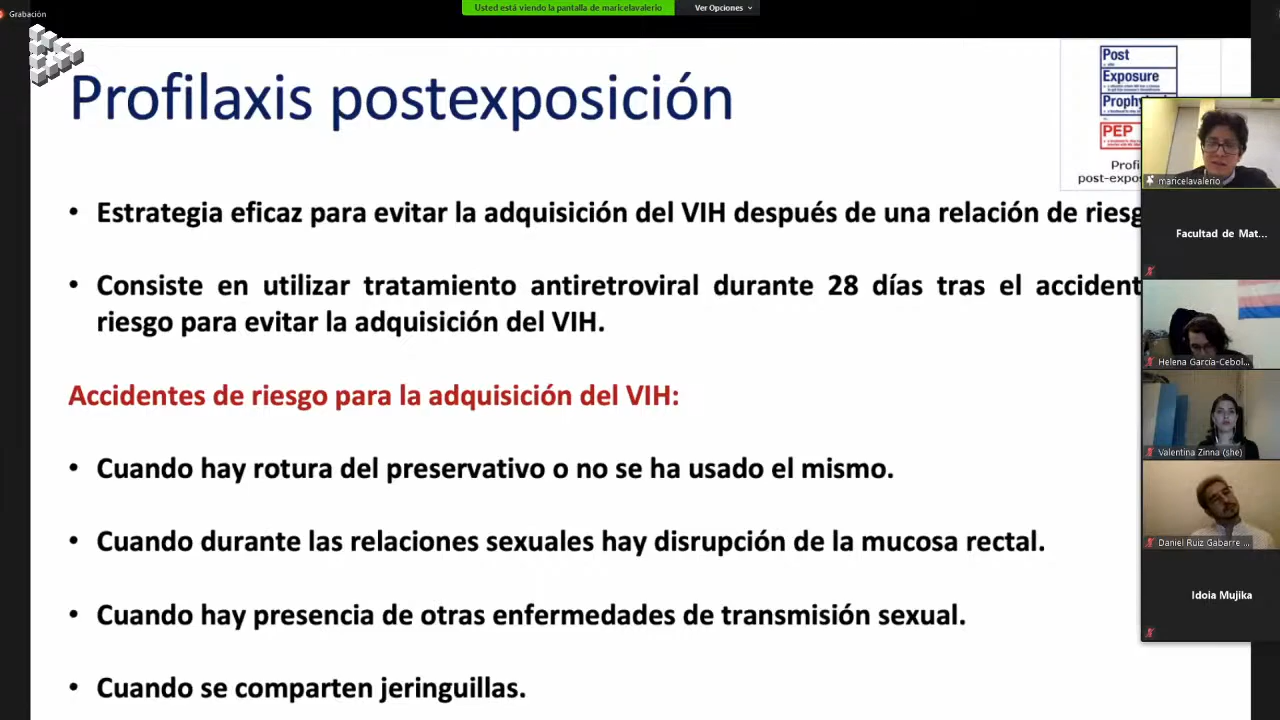 Grabación
Usted está viendo la pantalla de maricelavalerio
Ver Opciones
Profilaxis postexposición
Post
Exposure
Prophy
PEP
Profi
post-expos
maricelavalerio
Facultad de Mat...
Helena García-Cebol...
Valentina Zinna (she)
Daniel Ruiz Gabarre ...
Idoia Mujika
• Estrategia eficaz para evitar la adquisición del VIH después de una relación de riesg
• Consiste en utilizar tratamiento antiretroviral durante 28 días tras el accident
riesgo para evitar la adquisición del VIH.
Accidentes de riesgo para la adquisición del VIH:
• Cuando hay rotura del preservativo o no se ha usado el mismo.
• Cuando durante las relaciones sexuales hay disrupción de la mucosa rectal.
• Cuando hay presencia de otras enfermedades de transmisión sexual.
• Cuando se comparten jeringuillas.